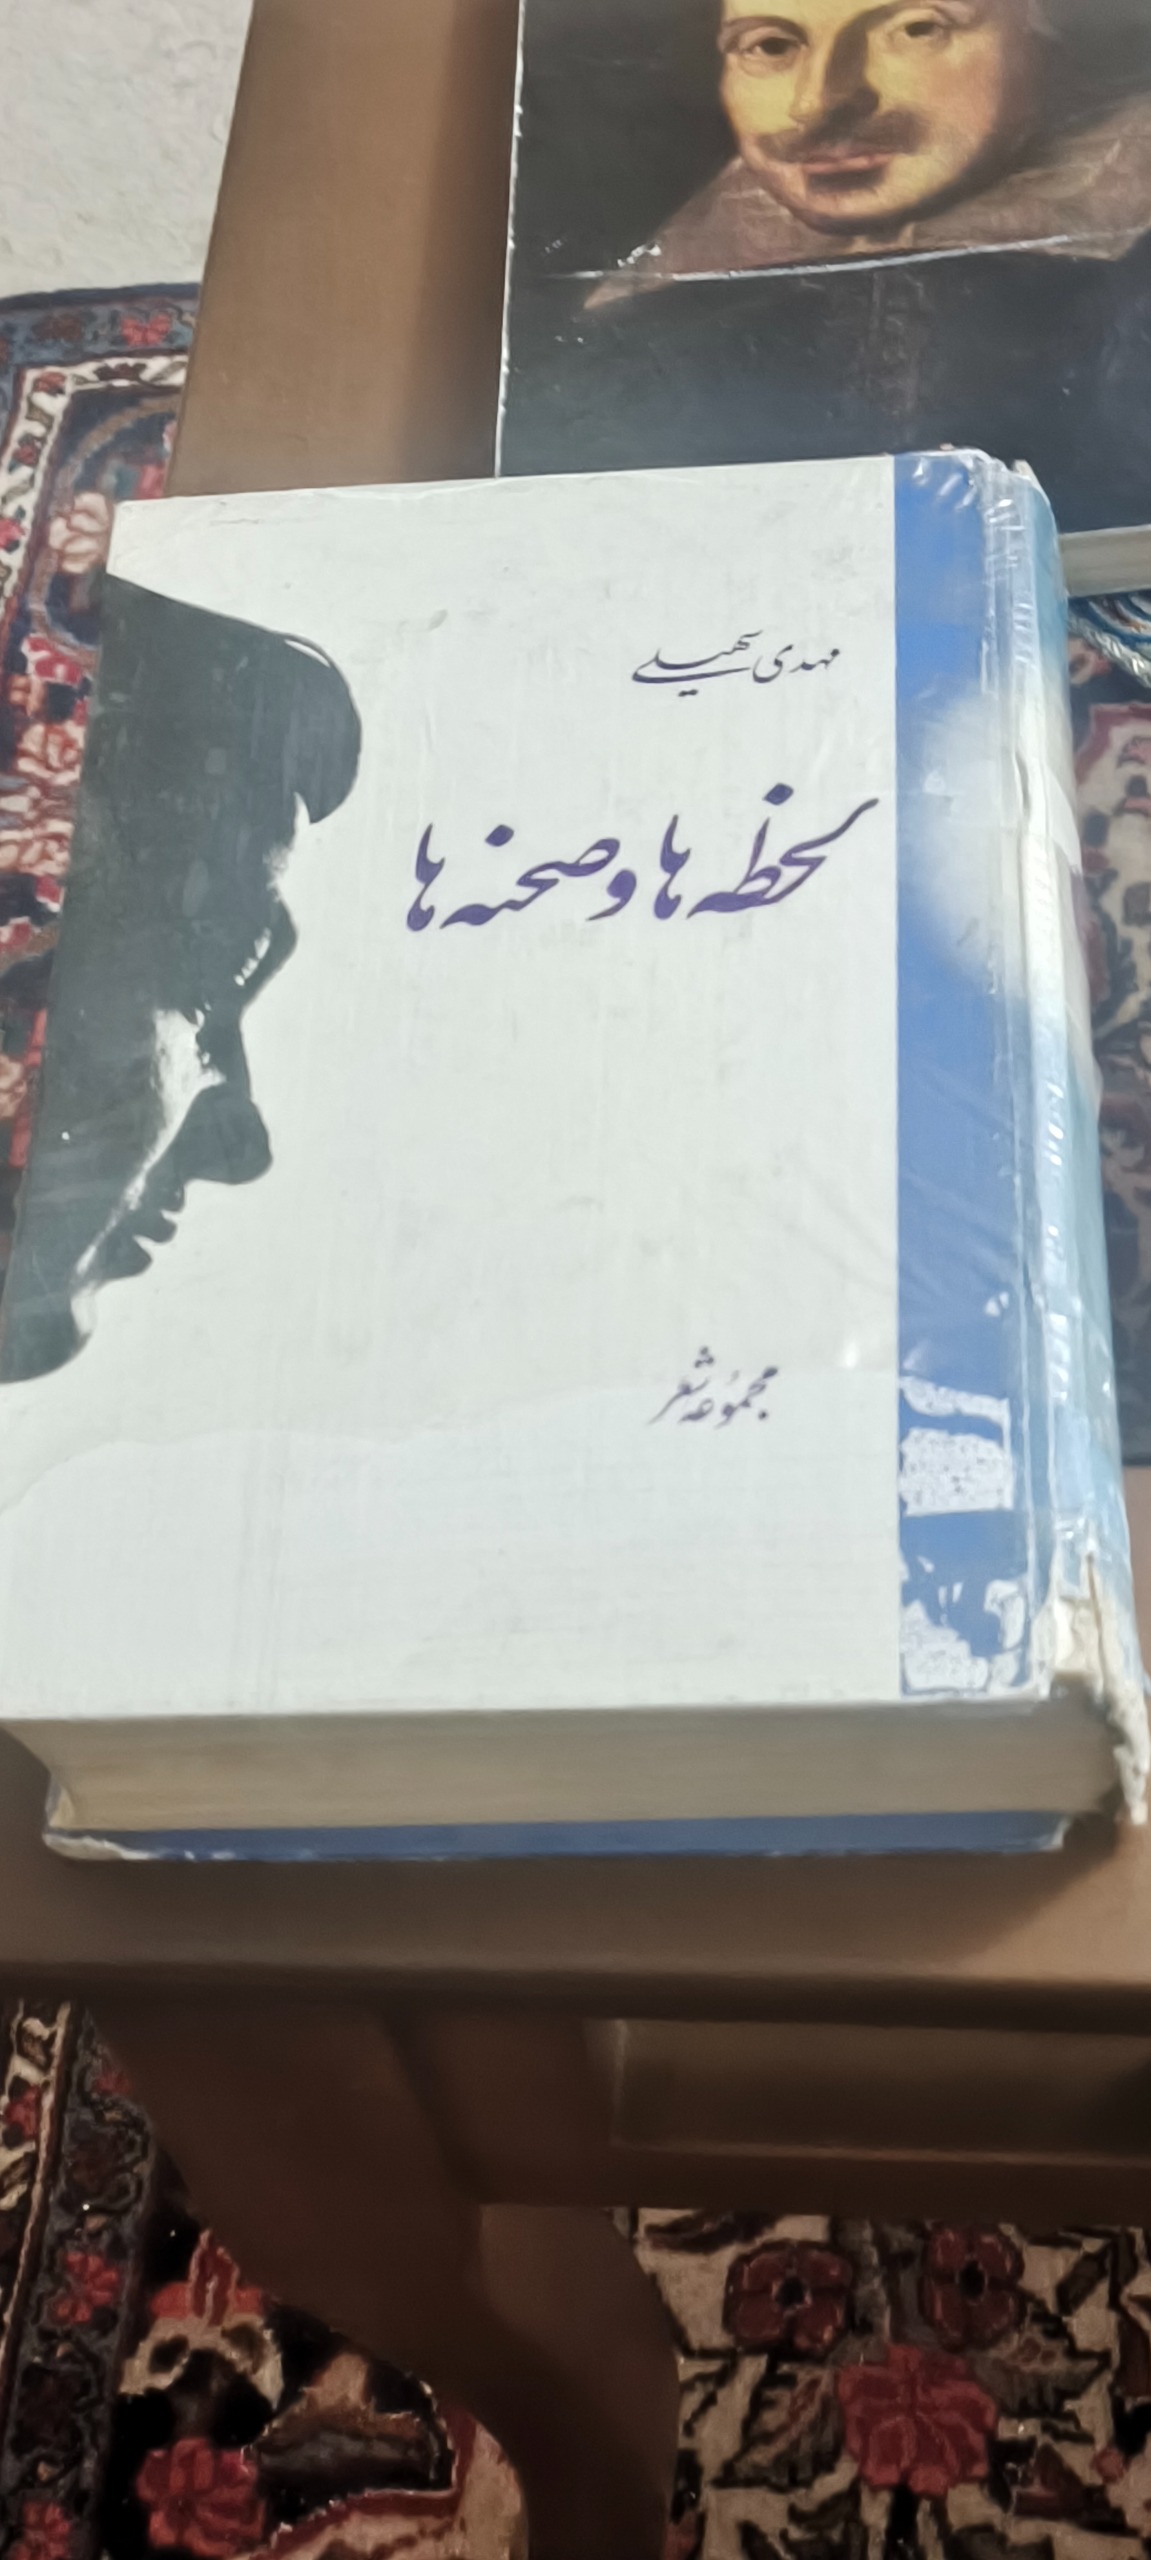 مهدی سهیلی
لحظه ها و صحنه ها
مجموعه شعر